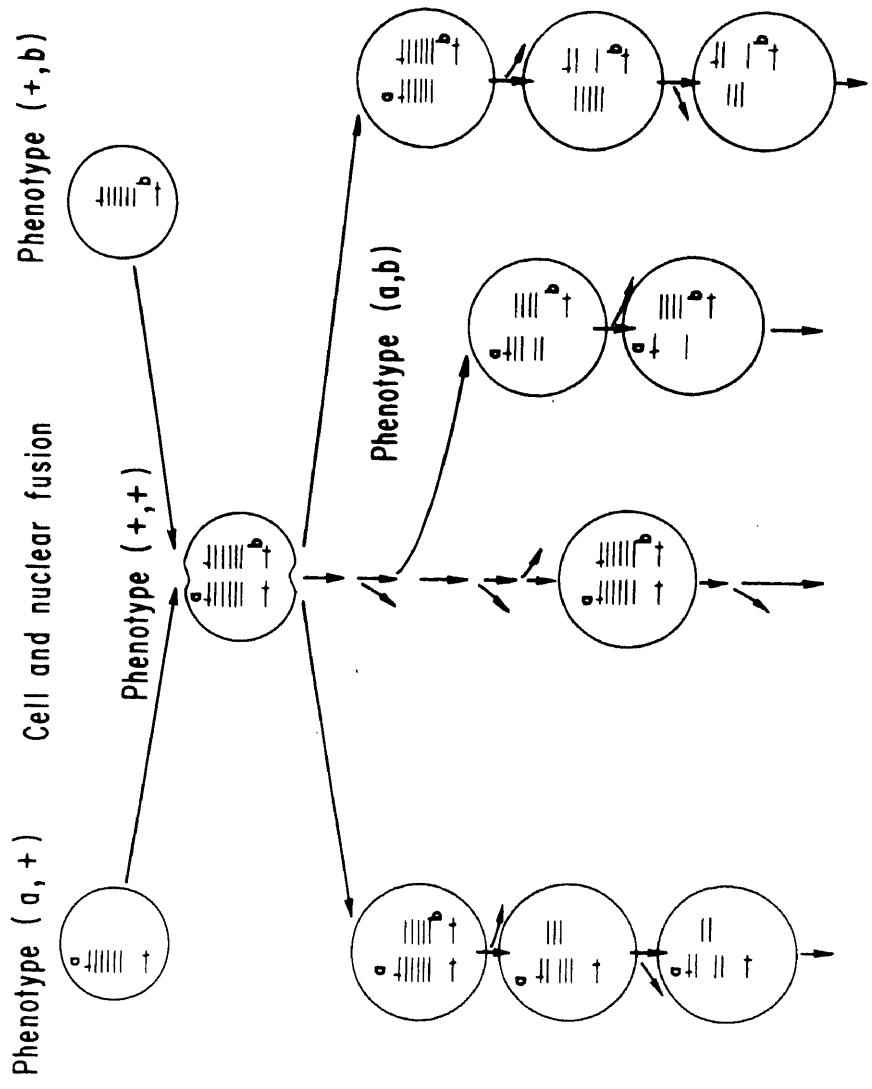 Phenotype (a,+)
Cell and nuclear fusion
Phenotype (+,b)
a
b
Phenotype (+,+)
a b
a b
a b
Phenotype (a,b)
a
a b
b
a b
a b
a
b